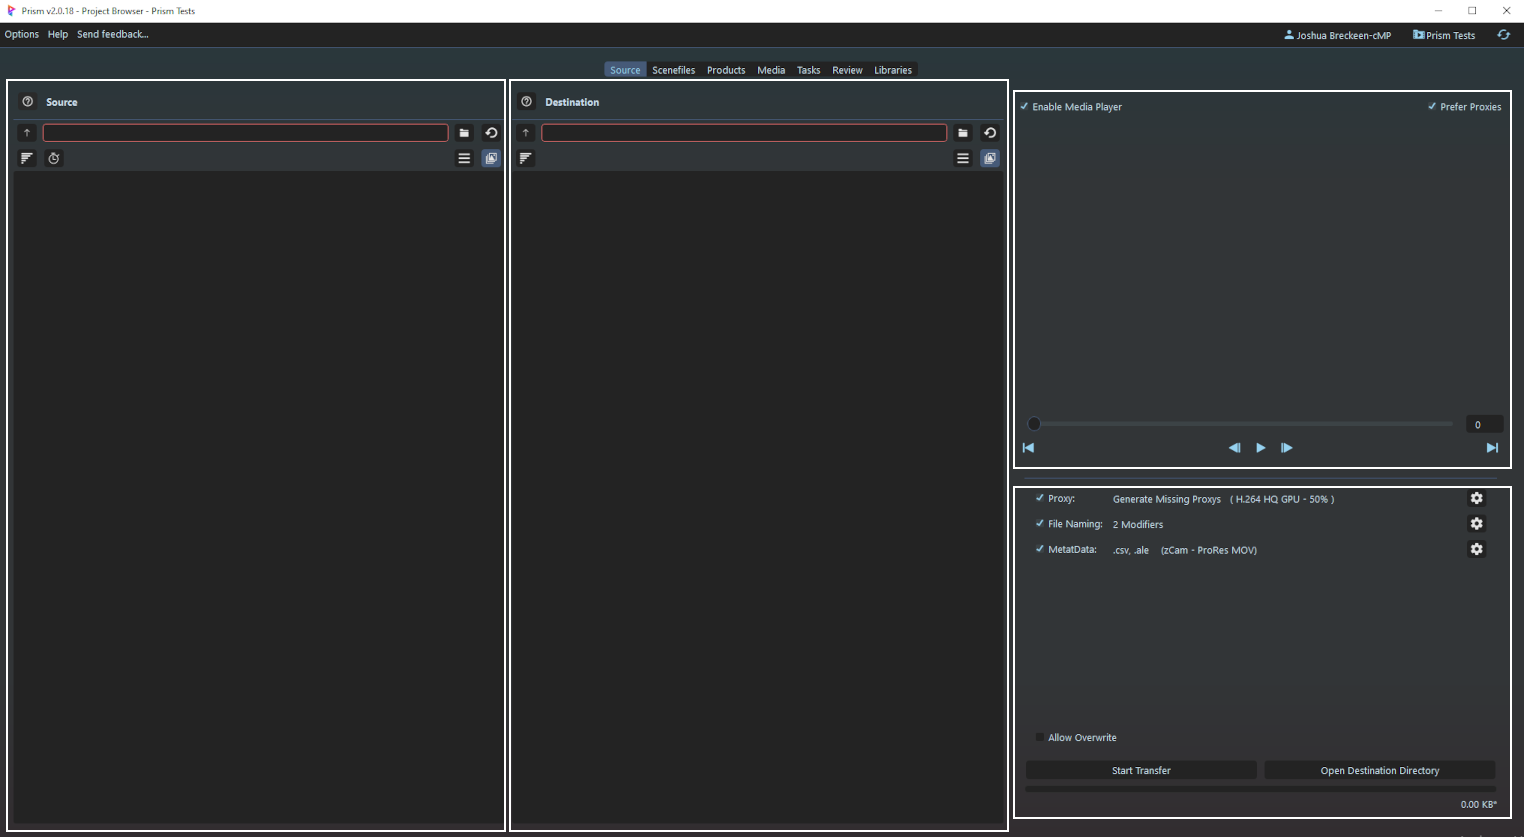 Prism v2.0.18 - Project Browser - Prism Tests
Options Help Send feedback...
Joshua Breckeen-cMP Prism Tests
Source Scenefiles Products Media Tasks Review Libraries
Source
Destination
Enable Media Player Prefer Proxies
0
Proxy: Generate Missing Proxys ( H.264 HQ GPU - 50% )
File Naming: 2 Modifiers
MetatData: .csv, .ale (zCam - ProRes MOV)
Allow Overwrite
Start Transfer Open Destination Directory
0.00 KB*